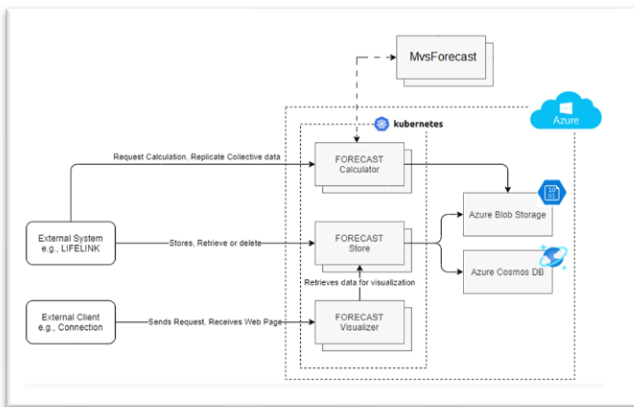 MvsForecast
kubernetes
Azure
Request Calculation, Replicate Collective data
FORECAST
Calculator
10
01
Azure Blob Storage
External System
e.g., LIFELINK
Stores, Retrieve or delete
FORECAST
Store
Azure Cosmos DB
Retrieves data for visualization
External Client
e.g., Connection
Sends Request, Receives Web Page
FORECAST
Visualizer